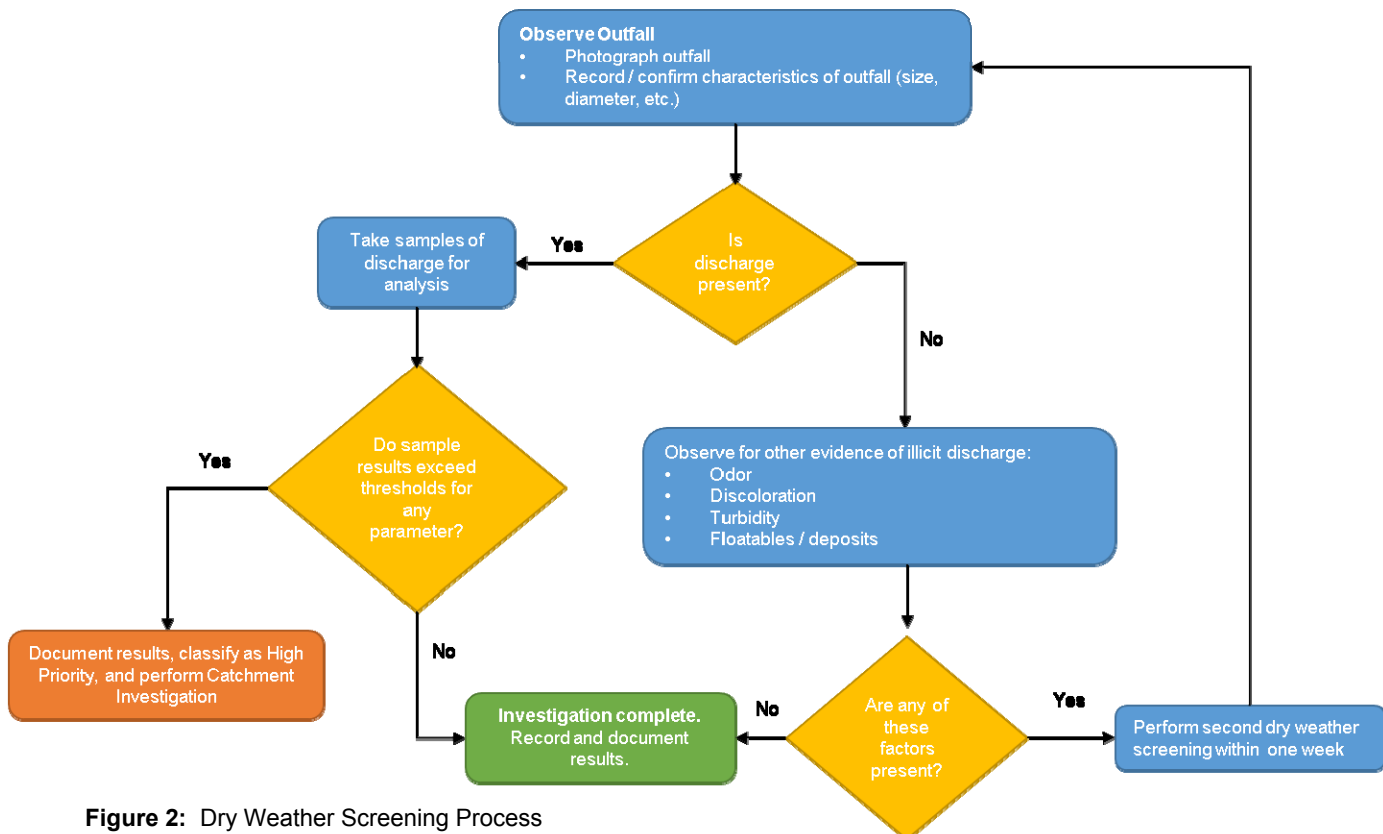 Observe Outfall
• Photograph outfall
• Record / confirm characteristics of outfall (size,
diameter, etc.)
Is
discharge
present?
Yes
Take samples of
discharge for
analysis
No
Do sample
results exceed
thresholds for
any
parameter?
Yes
Observe for other evidence of illicit discharge:
• Odor
• Discoloration
• Turbidity
• Floatables / deposits
Document results, classify as High
Priority, and perform Catchment
Investigation
No
Investigation complete.
Record and document
results.
No
Are any of
these
factors
present?
Yes
Perform second dry weather
screening within one week
Figure 2: Dry Weather Screening Process